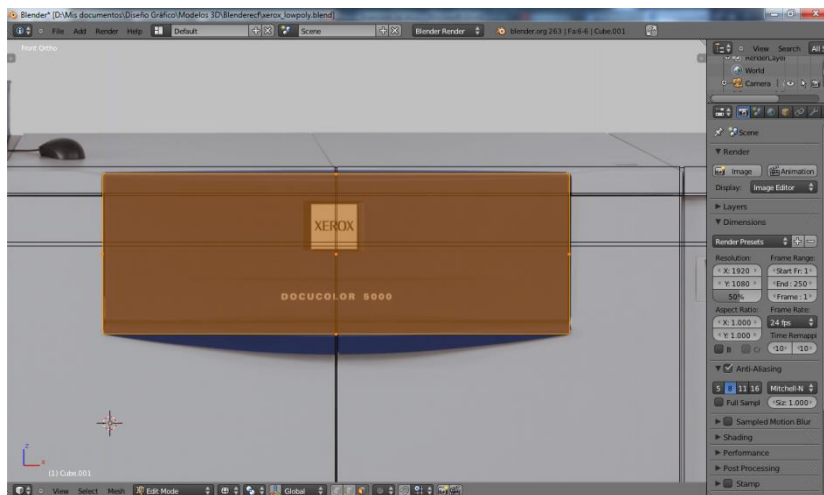 Blender* [D:\Mis documentos\Diseño Gráfico\Modelos 3D\Blenderecf\xerox_lowpoly.blend]
File Add Render Help Default Scene Blender Render blender.org 263 | Fa:6-6 | Cube.001
Front Ortho
XEROX
DOCUCOLOR 5000
z
x
(1) Cube.001
View Select Mesh Edit Mode Global
View Search All S
RenderLayer
World
Camera
Scene
Render
Image Animation
Display: Image Editor
Layers
Dimensions
Render Presets
Resolution: Frame Range:
X: 1920 Start Fr: 1
Y: 1080 End: 250
50% Frame: 1
Aspect Ratio: Frame Rate:
X: 1.000 24 fps
Y: 1.000 Time Remappi
B Cr 10 10
Anti-Aliasing
5 8 11 16 Mitchell-N
Full Sampl Siz: 1.000
Sampled Motion Blur
Shading
Performance
Post Processing
Stamp